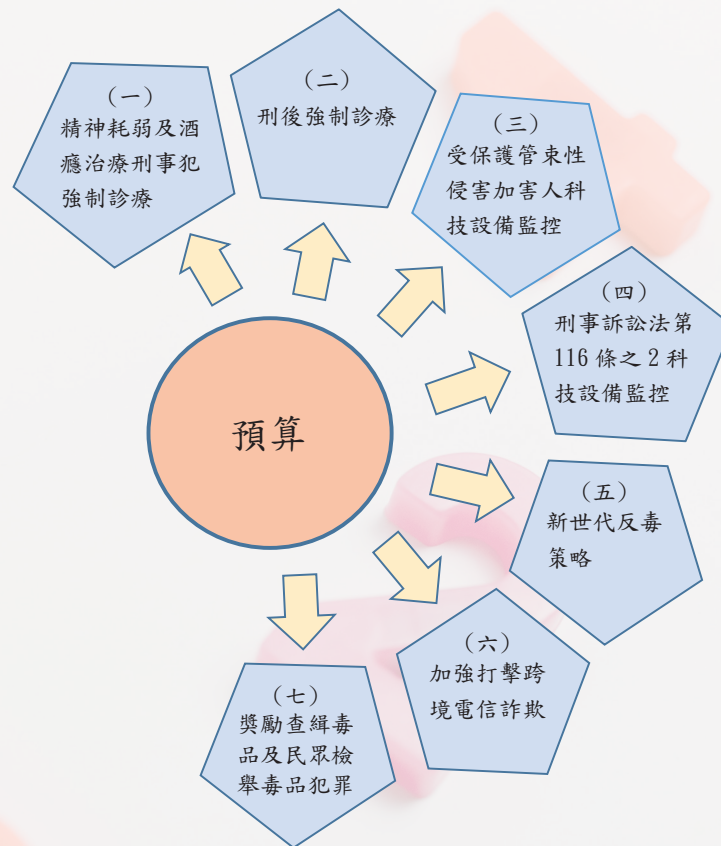 (一)
精神耗弱及酒
癮治療刑事犯
強制診療
(二)
刑後強制診療
(三)
受保護管束性
侵害加害人科
技設備監控
(四)
刑事訴訟法第
116 條之 2 科
技設備監控
預算
(五)
新世代反毒
策略
(六)
加強打擊跨
境電信詐欺
(七)
獎勵查緝毒
品及民眾檢
舉毒品犯罪